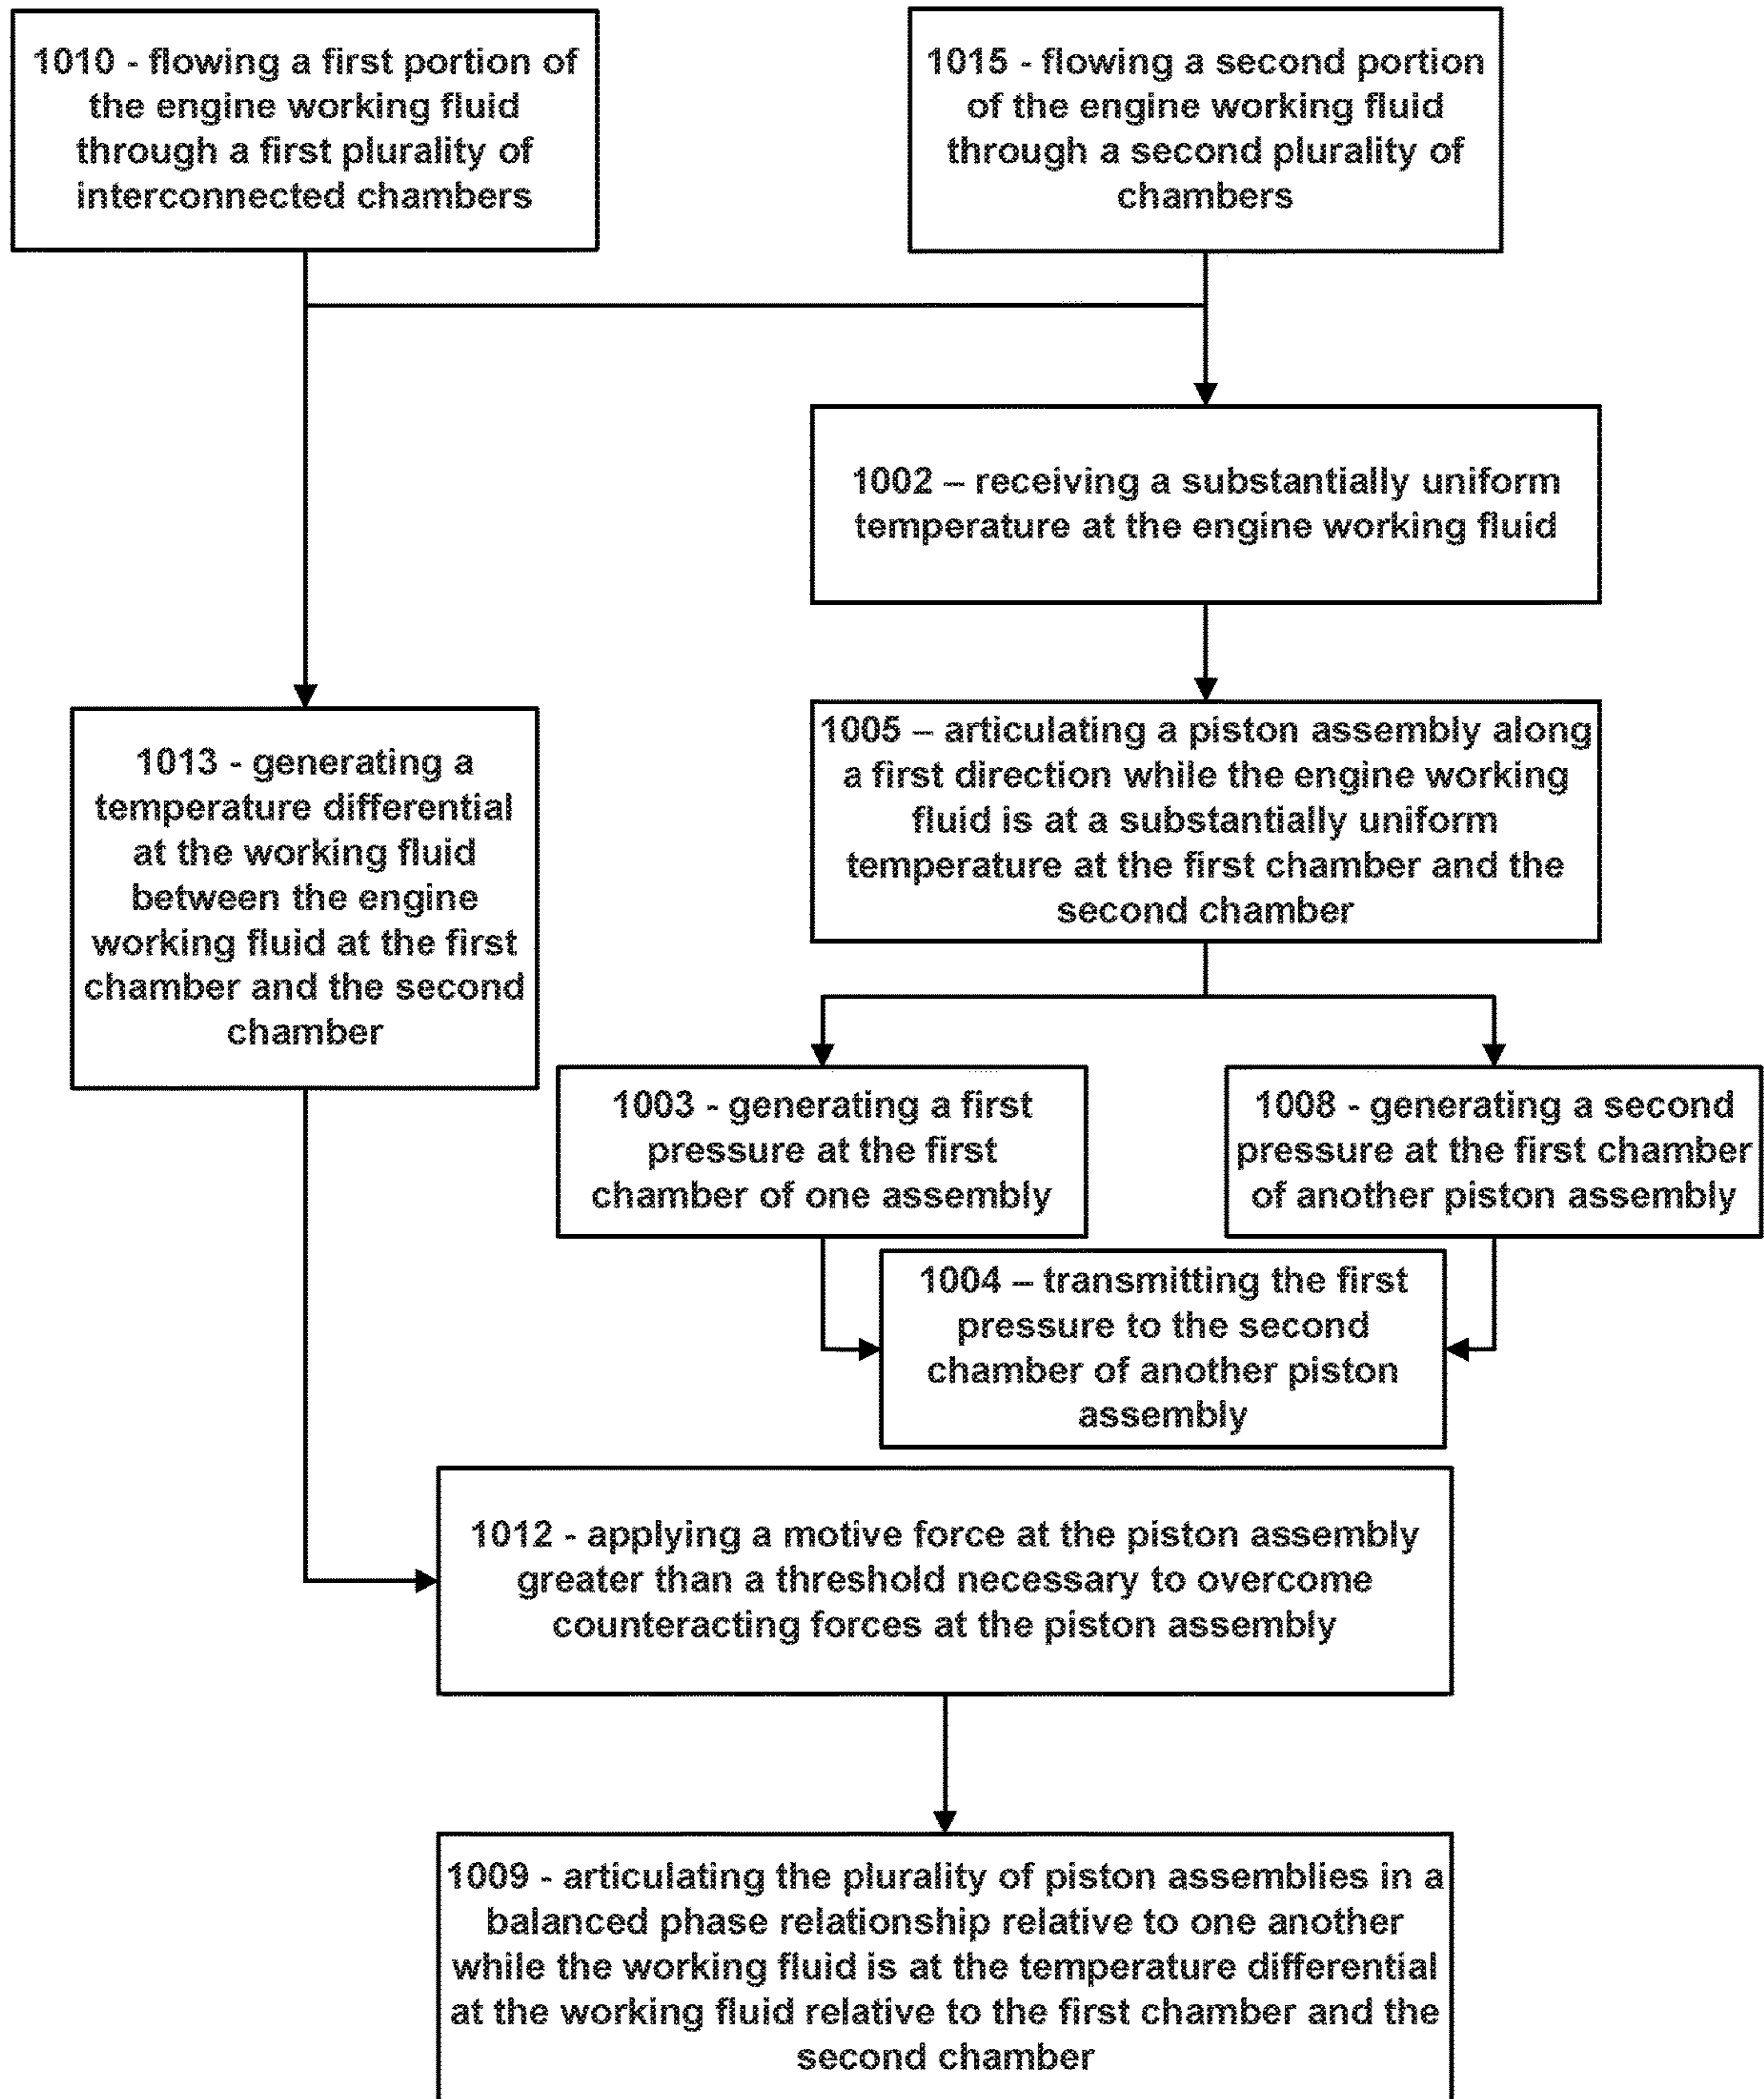 1010 - flowing a first portion of
the engine working fluid
through a first plurality of
interconnected chambers
1015 - flowing a second portion
of the engine working fluid
through a second plurality of
chambers
1002 – receiving a substantially uniform
temperature at the engine working fluid
1005 – articulating a piston assembly along
a first direction while the engine working
fluid is at a substantially uniform
temperature at the first chamber and the
second chamber
1013 - generating a
temperature differential
at the working fluid
between the engine
working fluid at the first
chamber and the second
chamber
1003 - generating a first
pressure at the first
chamber of one assembly
1008 - generating a second
pressure at the first chamber
of another piston assembly
1004 – transmitting the first
pressure to the second
chamber of another piston
assembly
1012 - applying a motive force at the piston assembly
greater than a threshold necessary to overcome
counteracting forces at the piston assembly
1009 - articulating the plurality of piston assemblies in a
balanced phase relationship relative to one another
while the working fluid is at the temperature differential
at the working fluid relative to the first chamber and the
second chamber